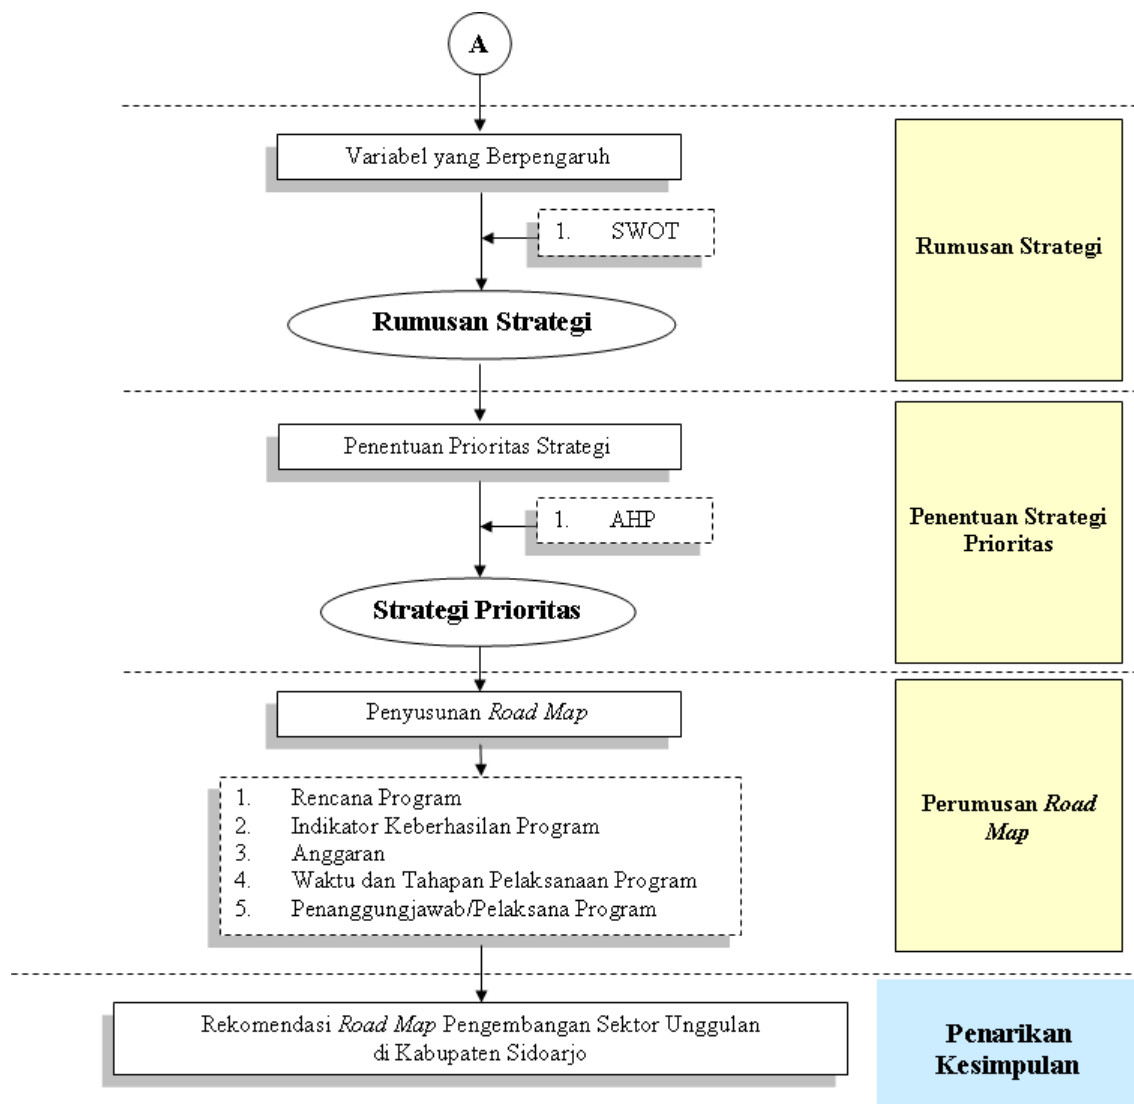 A
Variabel yang Berpengaruh
1. SWOT
Rumusan Strategi
Rumusan Strategi
Penentuan Prioritas Strategi
1. AHP
Strategi Prioritas
Penentuan Strategi
Prioritas
Penyusunan Road Map
1. Rencana Program
2. Indikator Keberhasilan Program
3. Anggaran
4. Waktu dan Tahapan Pelaksanaan Program
5. Penanggungjawab/Pelaksana Program
Perumusan Road
Map
Rekomendasi Road Map Pengembangan Sektor Unggulan
di Kabupaten Sidoarjo
Penarikan
Kesimpulan